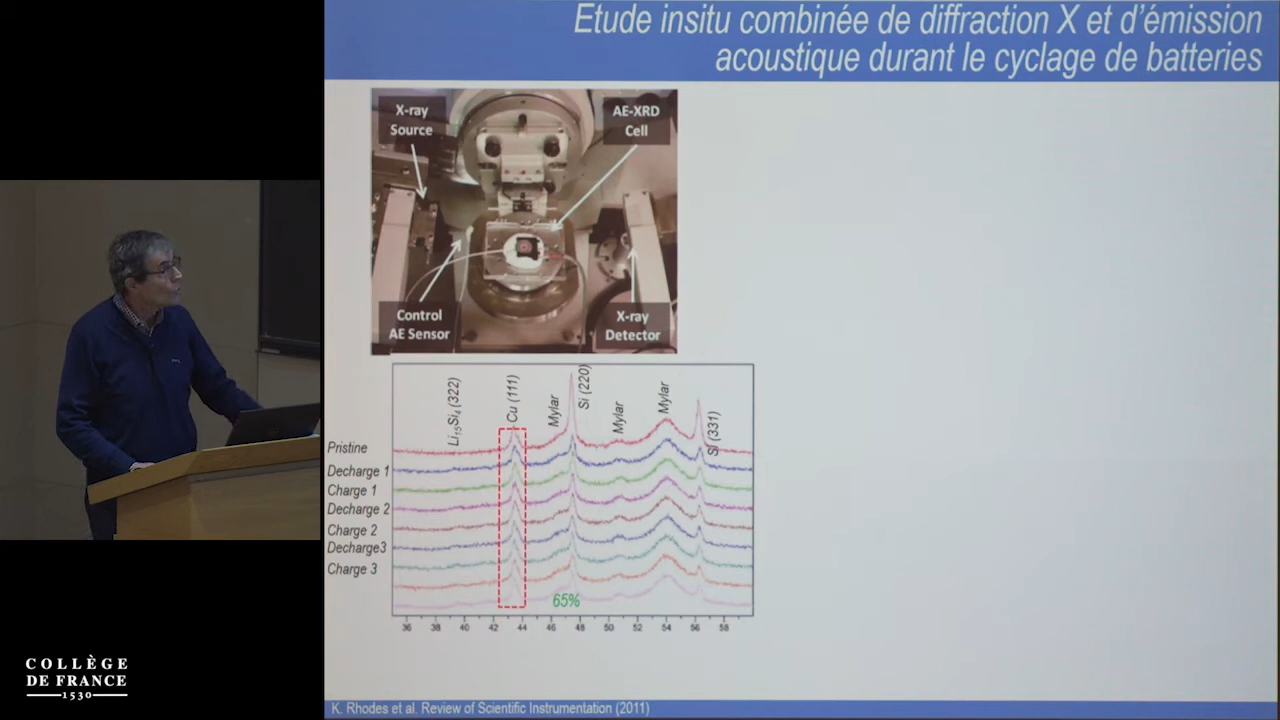 Etude insitu combinée de diffraction X et d'émission
acoustique durant le cyclage de batteries
X-ray
Source
AE-XRD
Cell
Control
AE Sensor
X-ray
Detector
Li15Si4 (322)
Cu (111)
Mylar
Si (220)
Mylar
Mylar
Si (331)
Pristine
Decharge 1
Charge 1
Decharge 2
Charge 2
Decharge3
Charge 3
65%
36 38 40 42 44 46 48 50 52 54 56 58
K. Rhodes et al. Review of Scientific Instrumentation (2011)
COLLÈGE
DE FRANCE
1530